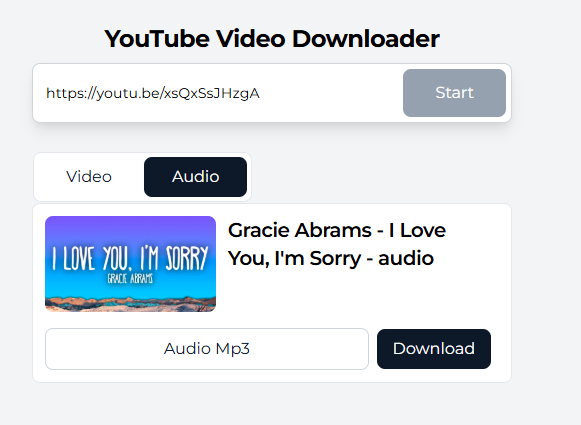 YouTube Video Downloader
https://youtu.be/xsQxSsJHzgA
Start
Video
Audio
I LOVE YOU, I'M SORRY
GRACIE ABRAMS
Gracie Abrams - I Love
You, I'm Sorry - audio
Audio Mp3
Download